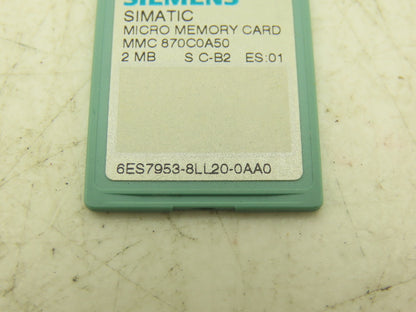 SIEMENS
SIMATIC
MICRO MEMORY CARD
MMC 870C0A50
2 MB S C-B2 ES:01
6ES7953-8LL20-0AA0